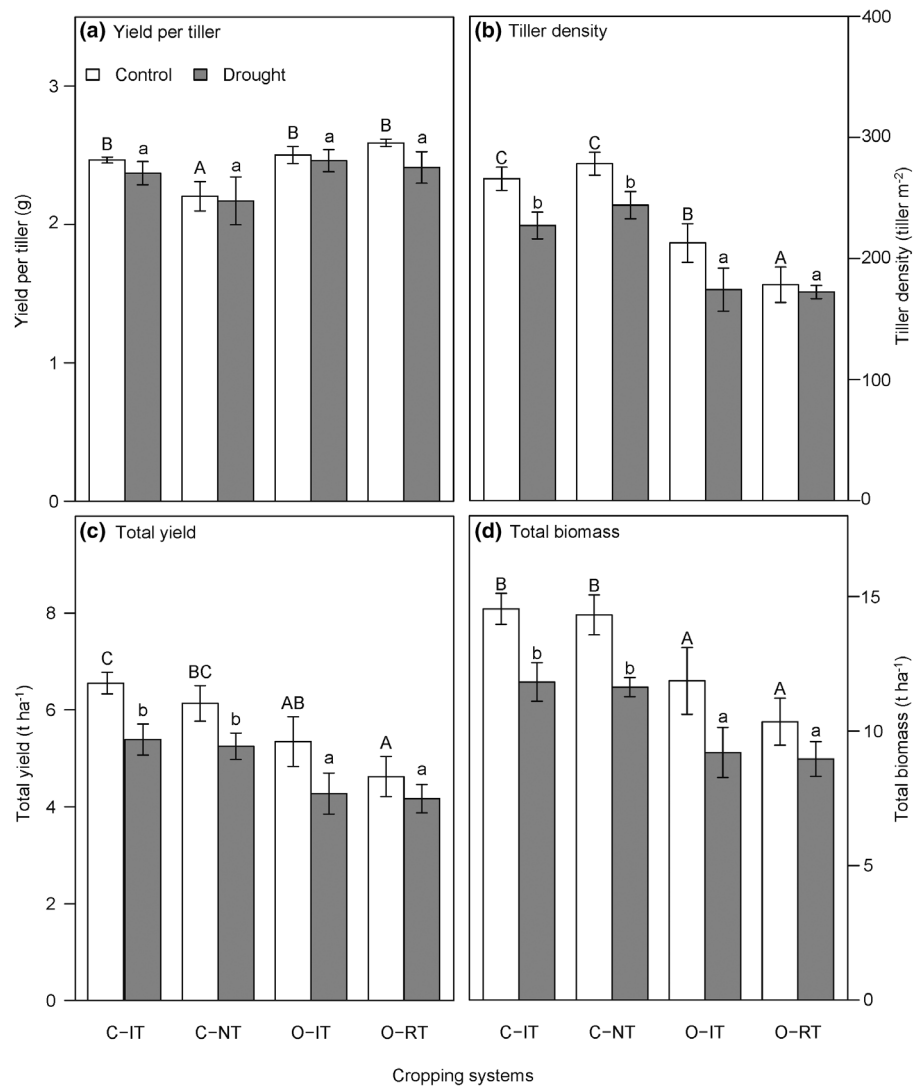 (a) Yield per tiller
Control Drought
Yield per tiller (g)
3
2
1
0
B a A a B a B a
(b) Tiller density
Tiller density (tiller m⁻²)
400
300
200
100
0
C b C b B a A a
(c) Total yield
Total yield (t ha⁻¹)
8
6
4
2
0
C b BC b AB a A a
C−IT C−NT O−IT O−RT
(d) Total biomass
Total biomass (t ha⁻¹)
15
10
5
0
B b B b A a A a
C−IT C−NT O−IT O−RT
Cropping systems